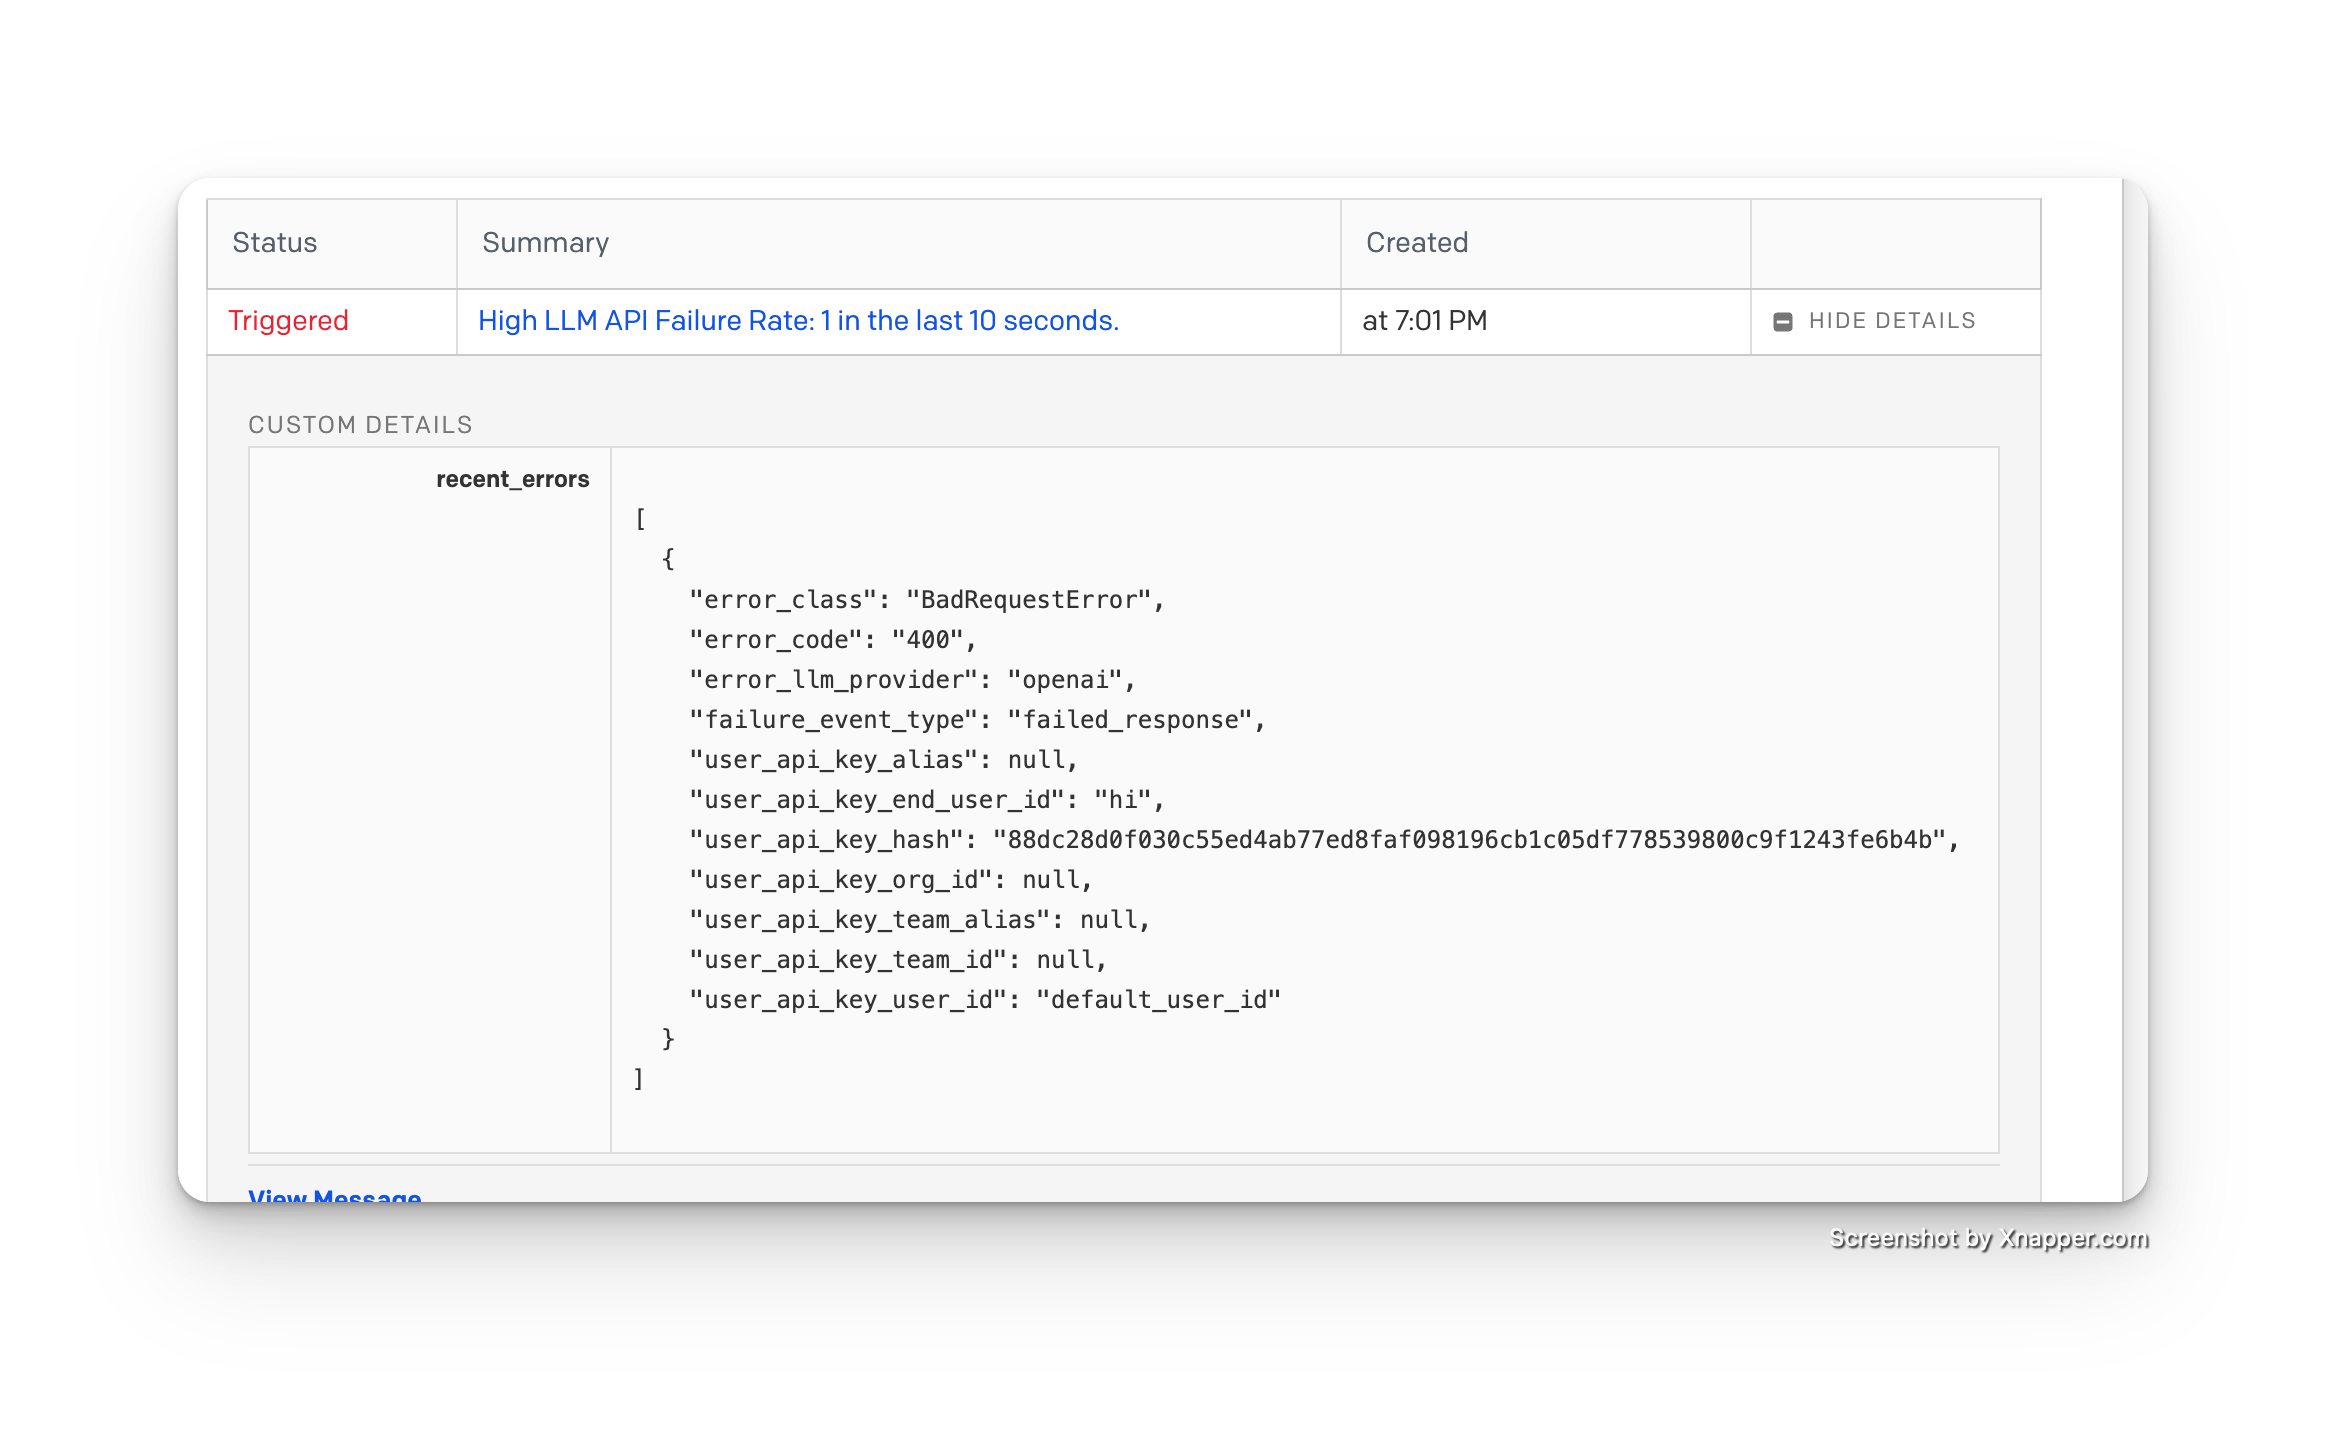 Status Summary Created
Triggered High LLM API Failure Rate: 1 in the last 10 seconds. at 7:01 PM HIDE DETAILS
CUSTOM DETAILS
recent_errors
[
  {
    "error_class": "BadRequestError",
    "error_code": "400",
    "error_llm_provider": "openai",
    "failure_event_type": "failed_response",
    "user_api_key_alias": null,
    "user_api_key_end_user_id": "hi",
    "user_api_key_hash": "88dc28d0f030c55ed4ab77ed8faf098196cb1c05df778539800c9f1243fe6b4b",
    "user_api_key_org_id": null,
    "user_api_key_team_alias": null,
    "user_api_key_team_id": null,
    "user_api_key_user_id": "default_user_id"
  }
]
View Message
Screenshot by Xnapper.com